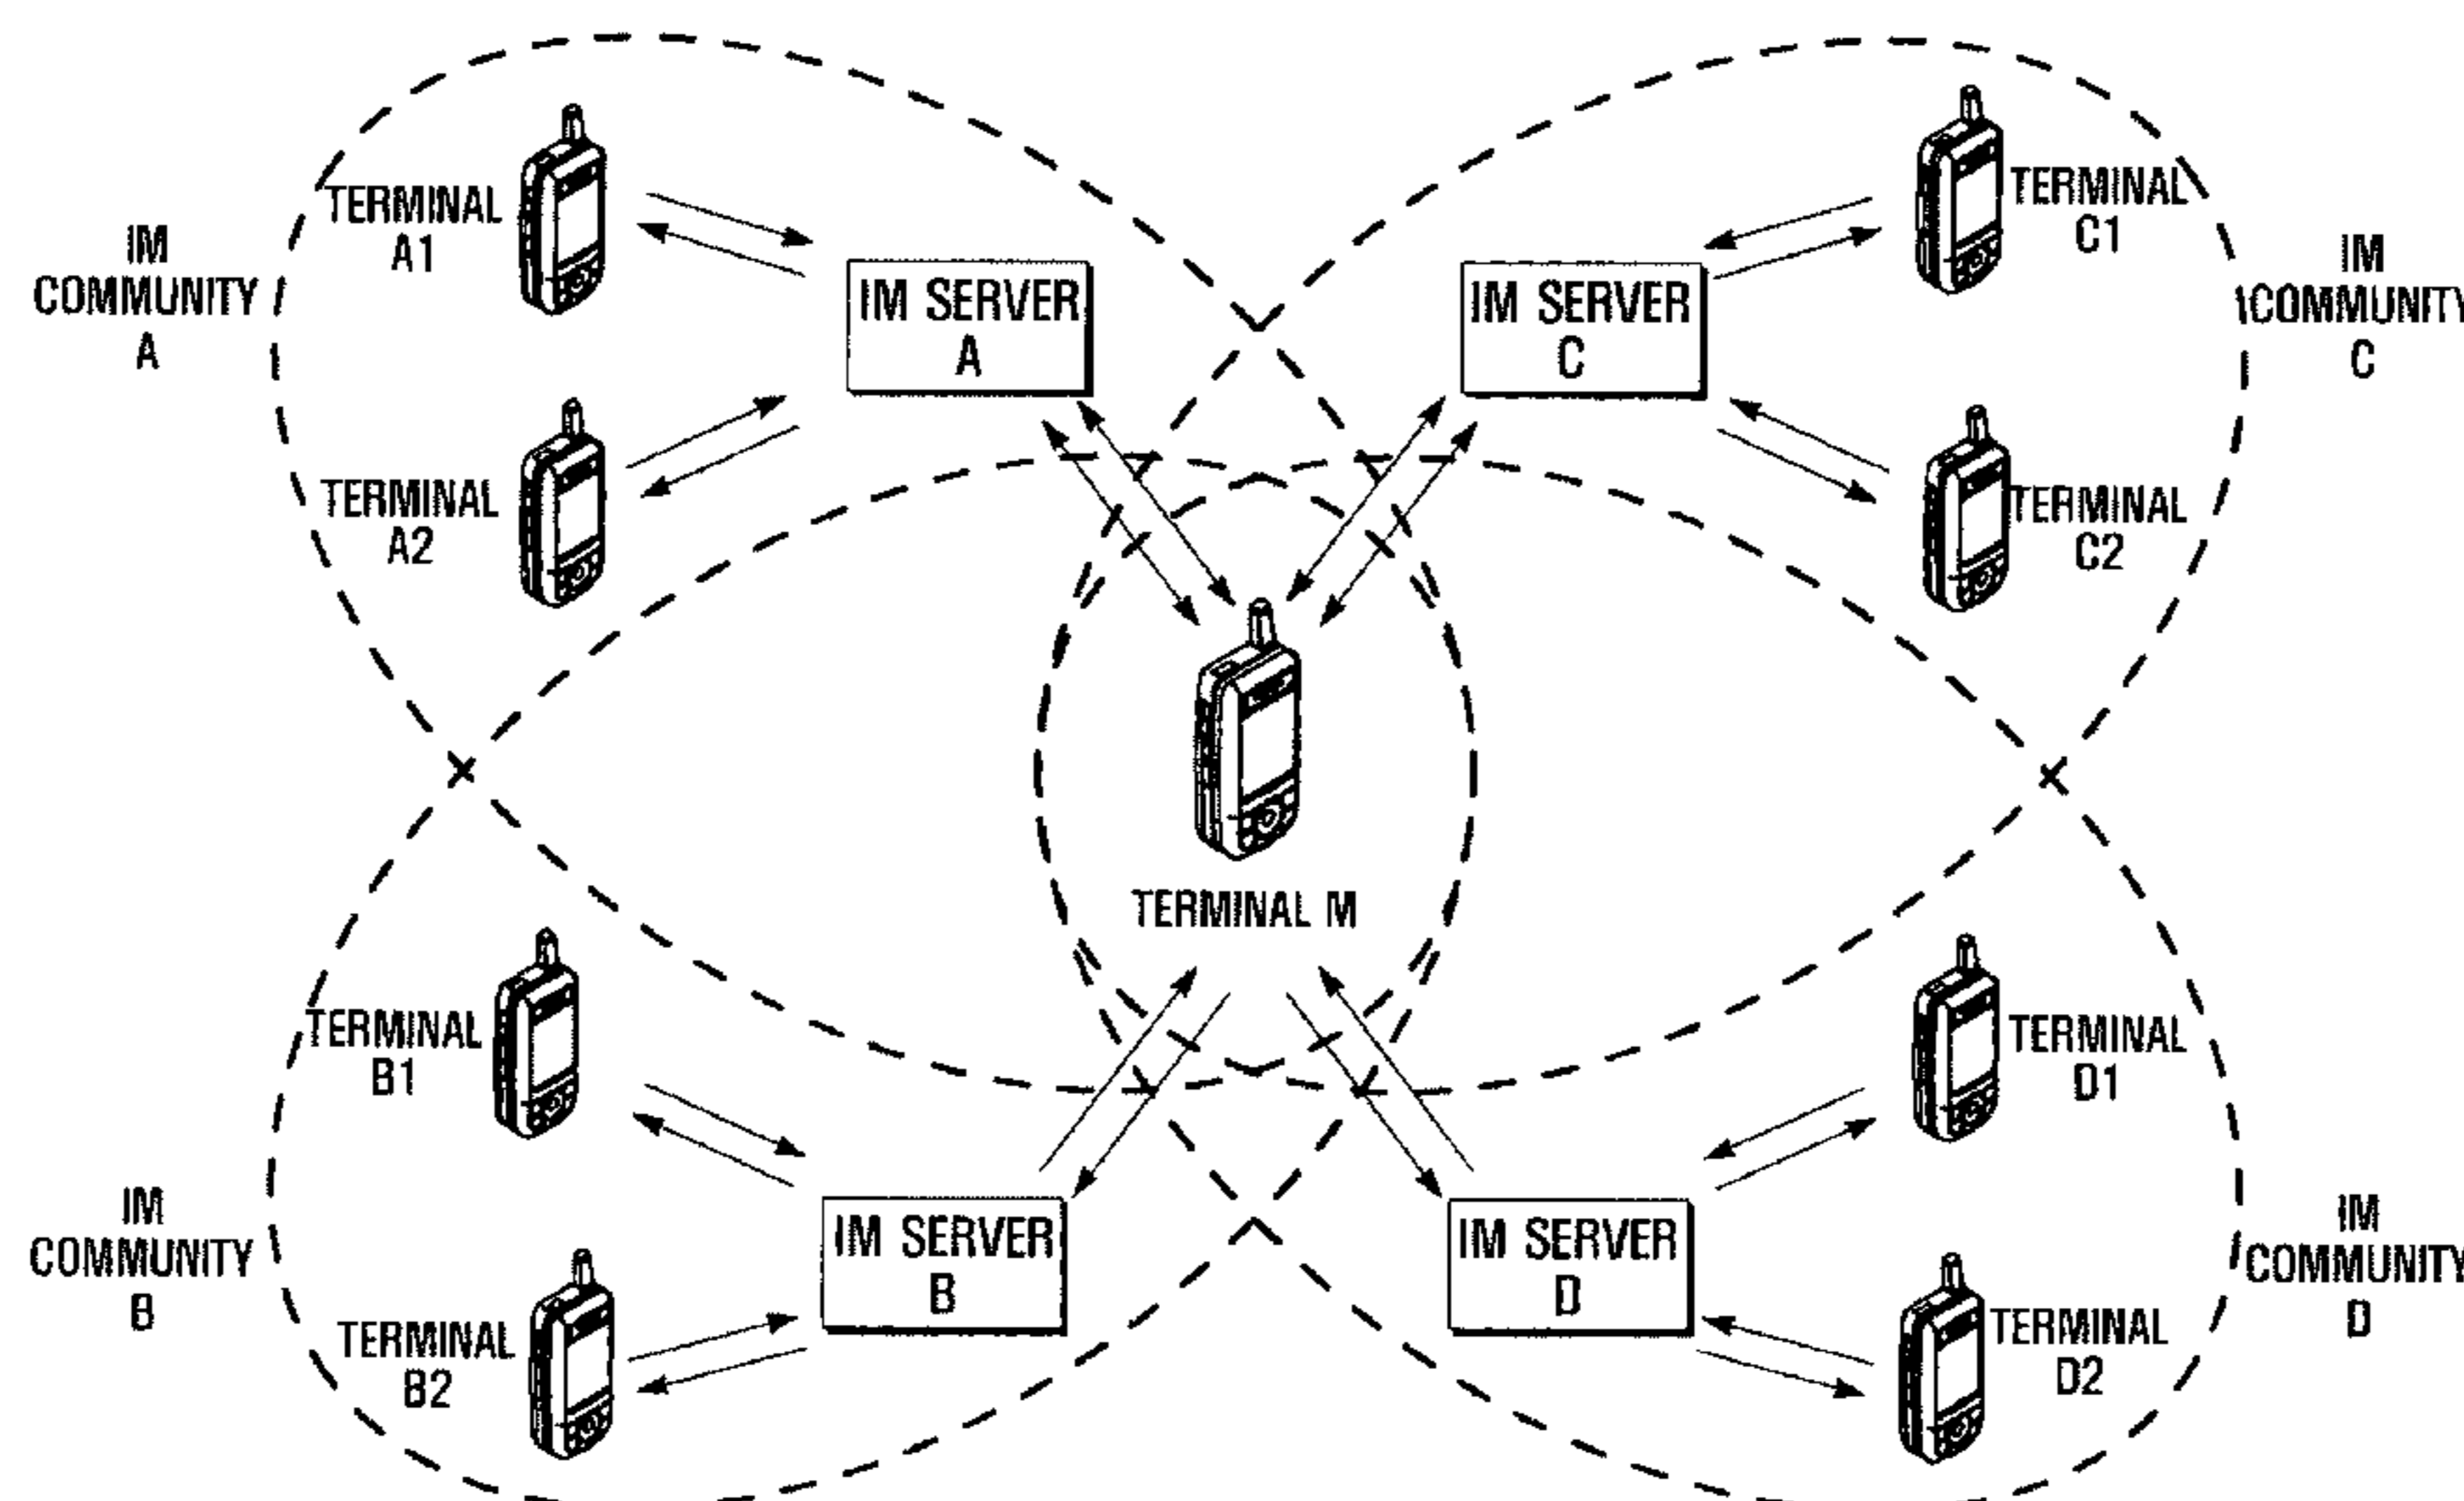 IM
COMMUNITY
A
TERMINAL
A1
TERMINAL
A2
IM SERVER
A
IM SERVER
C
TERMINAL
C1
TERMINAL
C2
IM
COMMUNITY
C
TERMINAL M
IM
COMMUNITY
B
TERMINAL
B1
TERMINAL
B2
IM SERVER
B
IM SERVER
D
TERMINAL
D1
TERMINAL
D2
IM
COMMUNITY
D